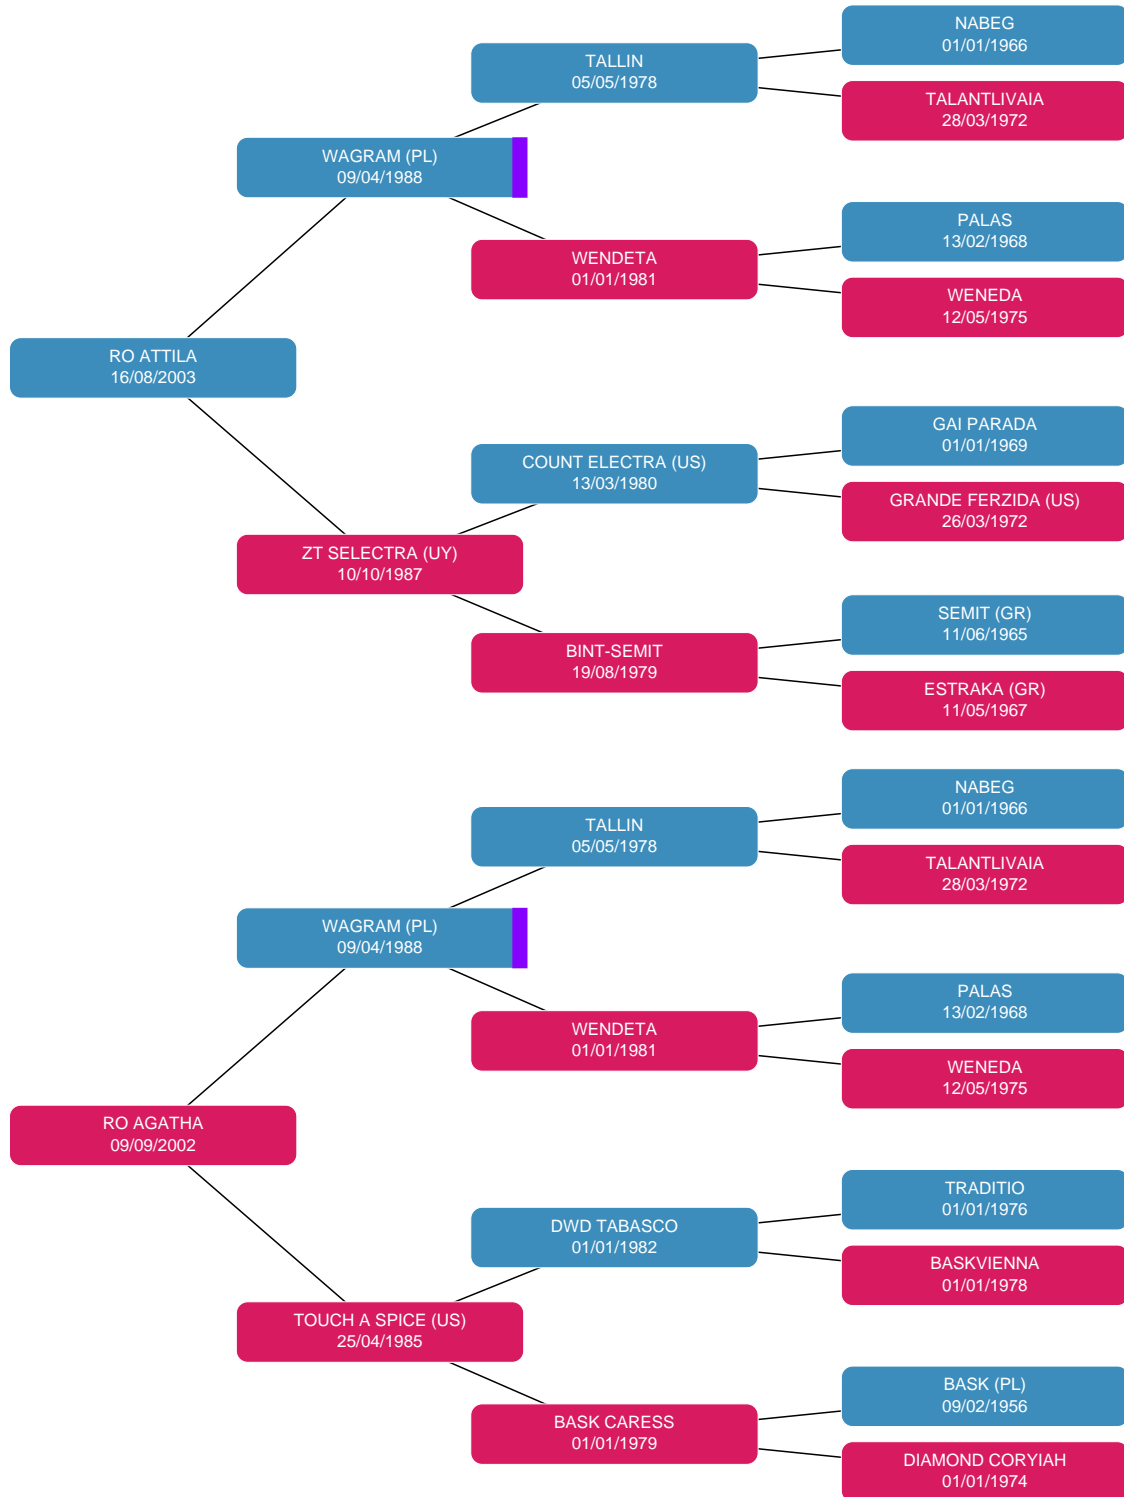 NABEG
01/01/1966
TALLIN
05/05/1978
TALANTLIVAIA
28/03/1972
WAGRAM (PL)
09/04/1988
PALAS
13/02/1968
WENDETA
01/01/1981
WENEDA
12/05/1975
RO ATTILA
16/08/2003
GAI PARADA
01/01/1969
COUNT ELECTRA (US)
13/03/1980
GRANDE FERZIDA (US)
26/03/1972
ZT SELECTRA (UY)
10/10/1987
SEMIT (GR)
11/06/1965
BINT-SEMIT
19/08/1979
ESTRAKA (GR)
11/05/1967
NABEG
01/01/1966
TALLIN
05/05/1978
TALANTLIVAIA
28/03/1972
WAGRAM (PL)
09/04/1988
PALAS
13/02/1968
WENDETA
01/01/1981
WENEDA
12/05/1975
RO AGATHA
09/09/2002
TRADITIO
01/01/1976
DWD TABASCO
01/01/1982
BASKVIENNA
01/01/1978
TOUCH A SPICE (US)
25/04/1985
BASK (PL)
09/02/1956
BASK CARESS
01/01/1979
DIAMOND CORYIAH
01/01/1974